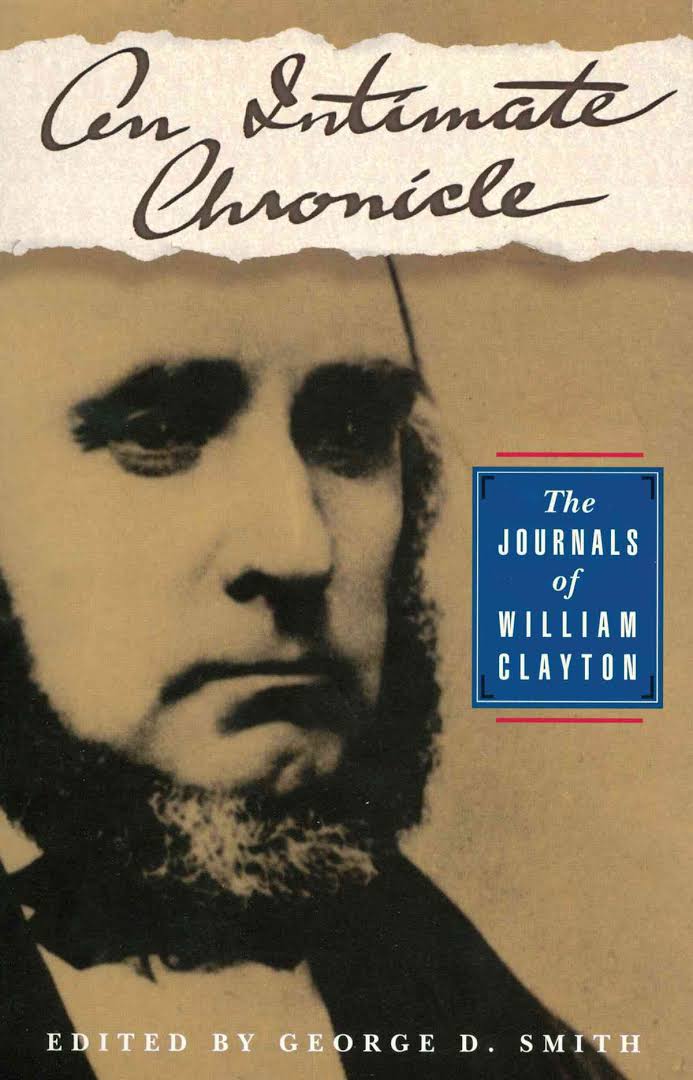 An Intimate
Chronicle
The
JOURNALS
of
WILLIAM
CLAYTON
EDITED BY GEORGE D. SMITH